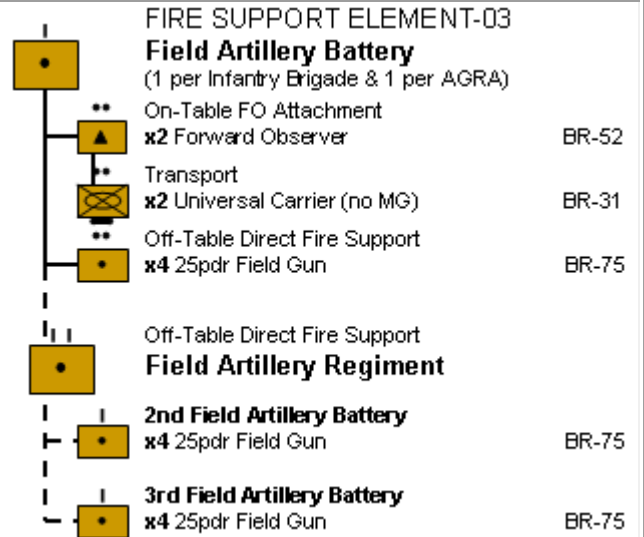 FIRE SUPPORT ELEMENT-03
Field Artillery Battery
(1 per Infantry Brigade & 1 per AGRA)
On-Table FO Attachment
x2 Forward Observer BR-52
Transport
x2 Universal Carrier (no MG) BR-31
Off-Table Direct Fire Support
x4 25pdr Field Gun BR-75
Off-Table Direct Fire Support
Field Artillery Regiment
2nd Field Artillery Battery
x4 25pdr Field Gun BR-75
3rd Field Artillery Battery
x4 25pdr Field Gun BR-75